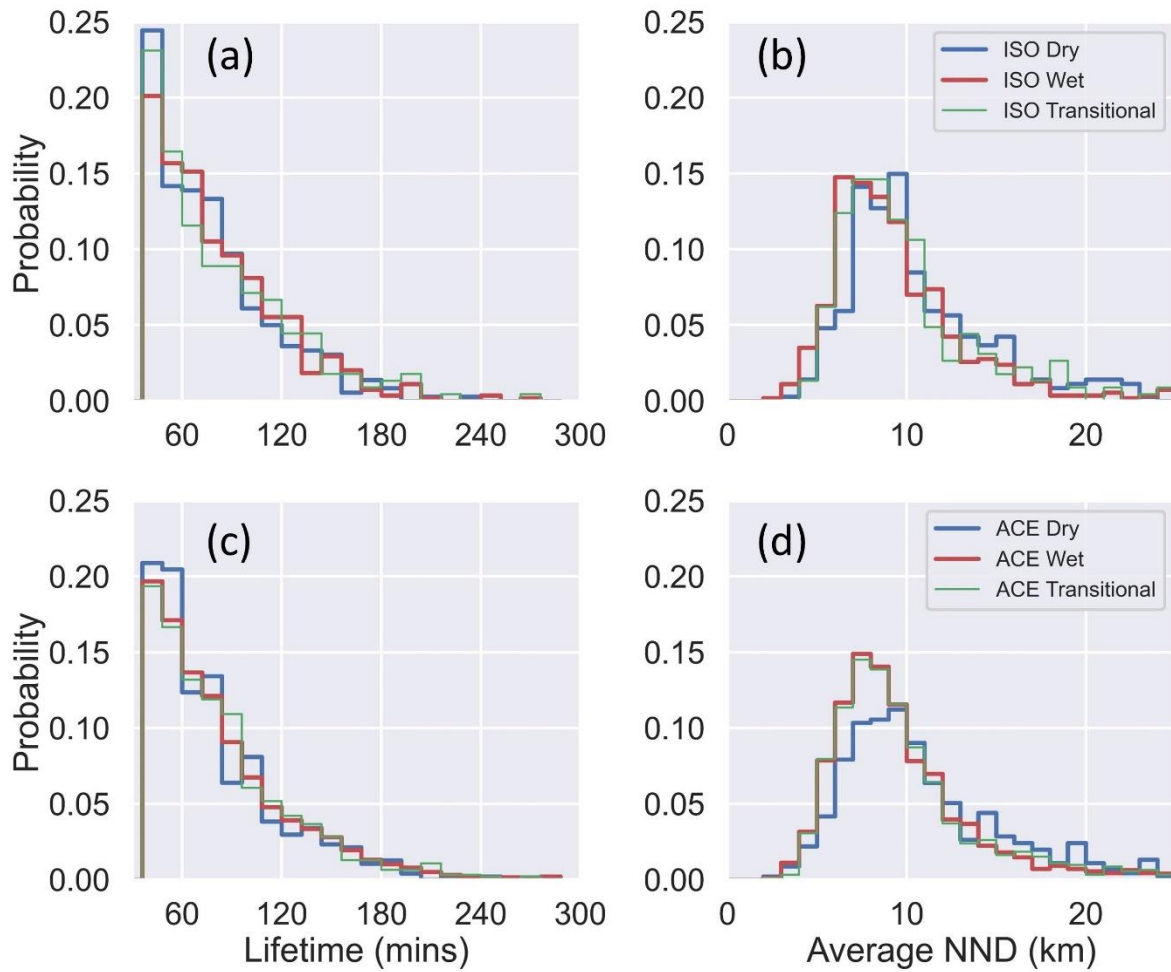 (a)
0.25
0.20
0.15
0.10
0.05
0.00
Probability
60 120 180 240 300
(b)
ISO Dry
ISO Wet
ISO Transitional
0.25
0.20
0.15
0.10
0.05
0.00
Probability
0 10 20
(c)
0.25
0.20
0.15
0.10
0.05
0.00
Probability
60 120 180 240 300
Lifetime (mins)
(d)
ACE Dry
ACE Wet
ACE Transitional
0.25
0.20
0.15
0.10
0.05
0.00
0 10 20
Average NND (km)